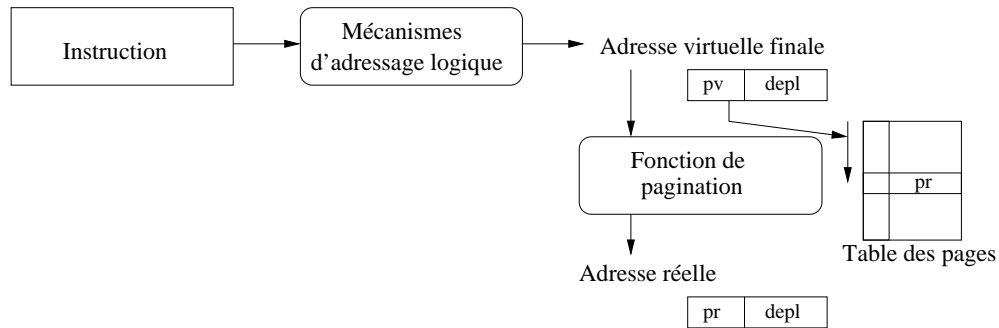 Instruction
Mécanismes
d'adressage logique
Adresse virtuelle finale
pv depl
Fonction de
pagination
pr
Table des pages
Adresse réelle
pr depl